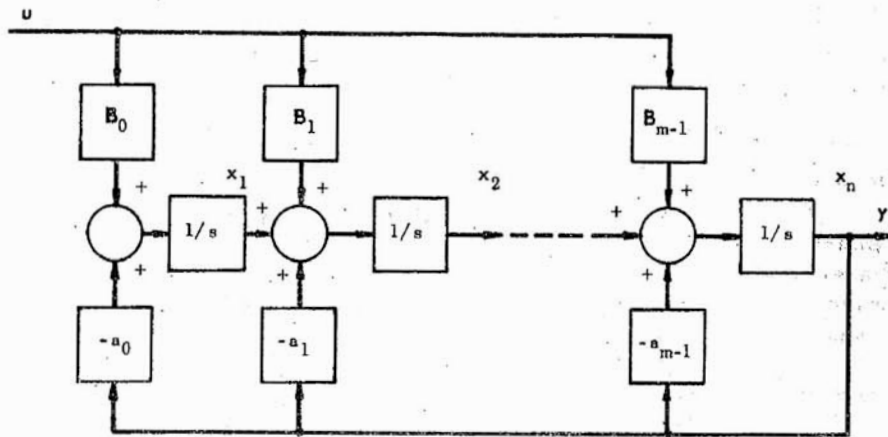 u
B₀ B₁ Bₘ₋₁
+ + +
x₁ x₂ xₙ
+ +
1/s 1/s 1/s
y
+ + +
-a₀ -a₁ -aₘ₋₁